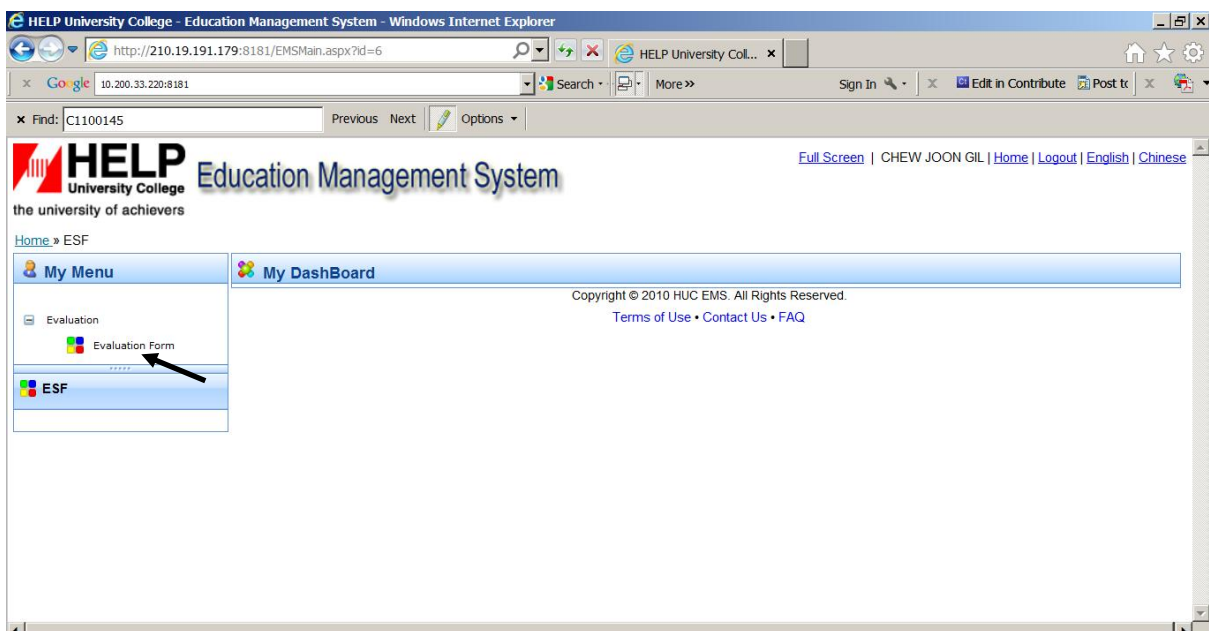 HELP University College - Education Management System - Windows Internet Explorer
http://210.19.191.179:8181/EMSMain.aspx?id=6 HELP University Coll... x
x Google 10.200.33.220:8181 Search More >> Sign In x Edit in Contribute Post to x
x Find: C1100145 Previous Next Options
HELP
University College
the university of achievers
Education Management System
Full Screen | CHEW JOON GIL | Home | Logout | English | Chinese
Home » ESF
My Menu
Evaluation
Evaluation Form
ESF
My DashBoard
Copyright © 2010 HUC EMS. All Rights Reserved.
Terms of Use • Contact Us • FAQ